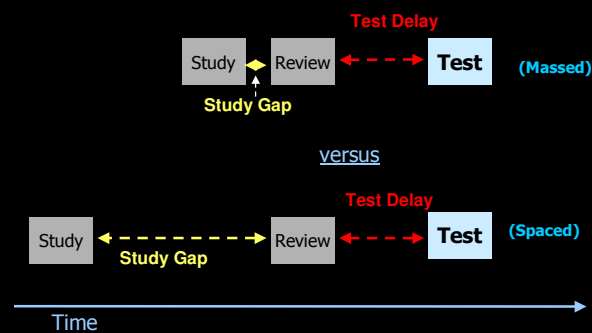 Test Delay
Study Review Test (Massed)
Study Gap
versus
Test Delay
Study Review Test (Spaced)
Study Gap
Time